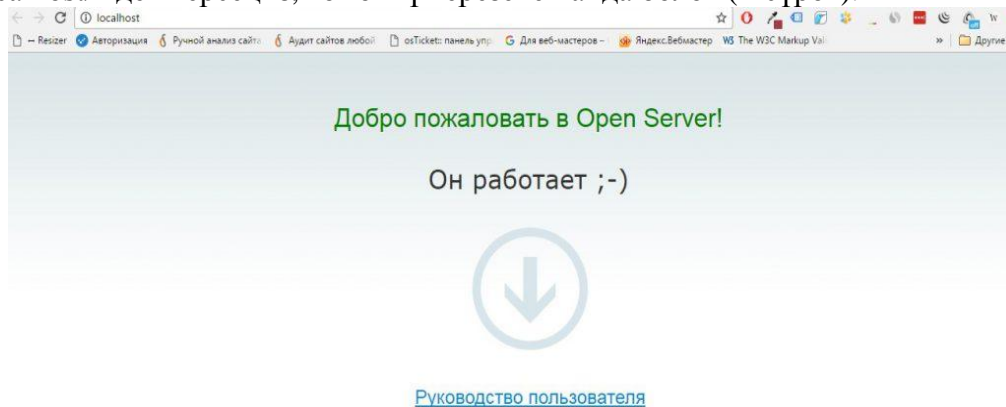 localhost
Resizer Авторизация Ручной анализ сайта Аудит сайтов любой osTicket:: панель упр Для веб-мастеров – Яндекс.Вебмастер The W3C Markup Val » Другие
Добро пожаловать в Open Server!
Он работает ;-)
Руководство пользователя